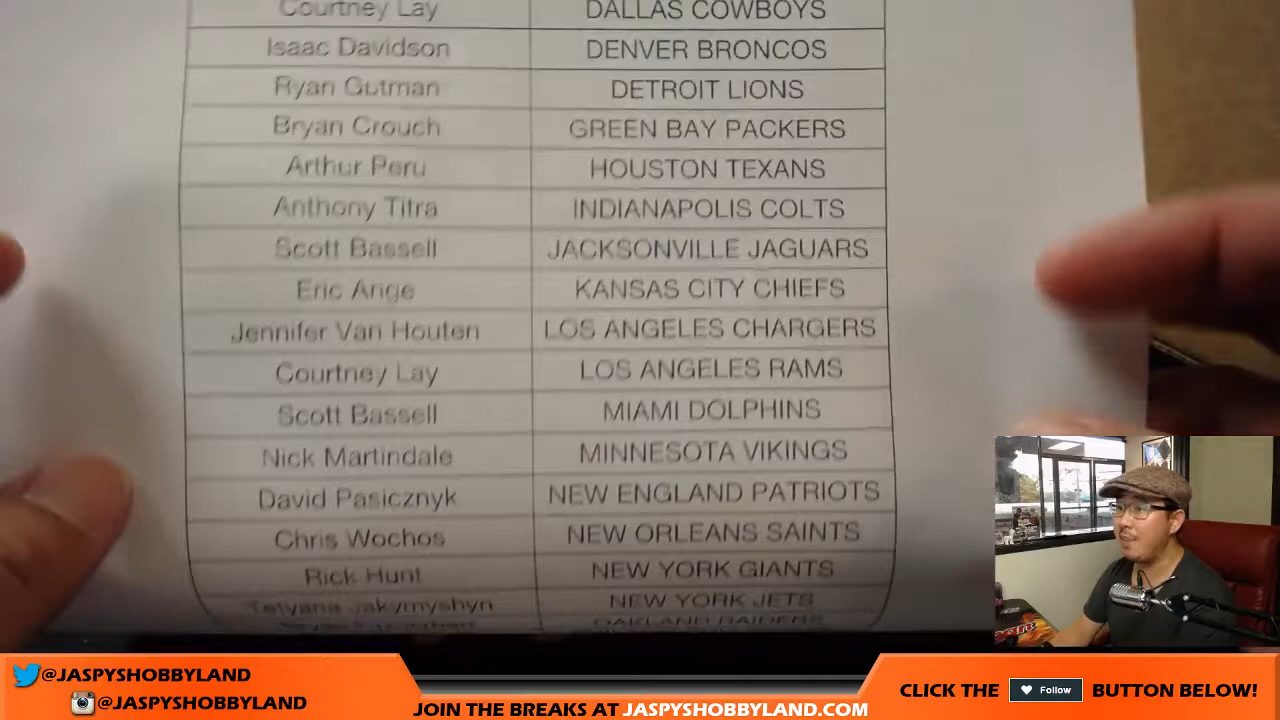 Courtney Lay DALLAS COWBOYS
Isaac Davidson DENVER BRONCOS
Ryan Gutman DETROIT LIONS
Bryan Crouch GREEN BAY PACKERS
Arthur Peru HOUSTON TEXANS
Anthony Titra INDIANAPOLIS COLTS
Scott Bassell JACKSONVILLE JAGUARS
Eric Ange KANSAS CITY CHIEFS
Jennifer Van Houten LOS ANGELES CHARGERS
Courtney Lay LOS ANGELES RAMS
Scott Bassell MIAMI DOLPHINS
Nick Martindale MINNESOTA VIKINGS
David Pasicznyk NEW ENGLAND PATRIOTS
Chris Wochos NEW ORLEANS SAINTS
Rick Hunt NEW YORK GIANTS
Tetyana Jakymyshyn NEW YORK JETS
OAKLAND RAIDERS
@JASPYSHOBBYLAND
@JASPYSHOBBYLAND
JOIN THE BREAKS AT JASPYSHOBBYLAND.COM
CLICK THE Follow BUTTON BELOW!